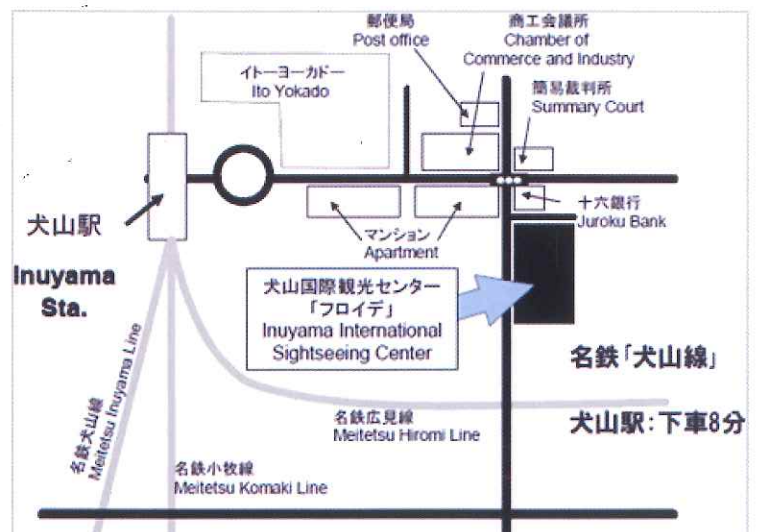 郵便局
Post office
商工会議所
Chamber of
Commerce and Industry
イトーヨーカドー
Ito Yokado
簡易裁判所
Summary Court
十六銀行
Juroku Bank
犬山駅
Inuyama
Sta.
マンション
Apartment
犬山国際観光センター
「フロイデ」
Inuyama International
Sightseeing Center
名鉄「犬山線」
犬山駅：下車8分
名鉄犬山線
Meitetsu Inuyama Line
名鉄広見線
Meitetsu Hiromi Line
名鉄小牧線
Meitetsu Komaki Line